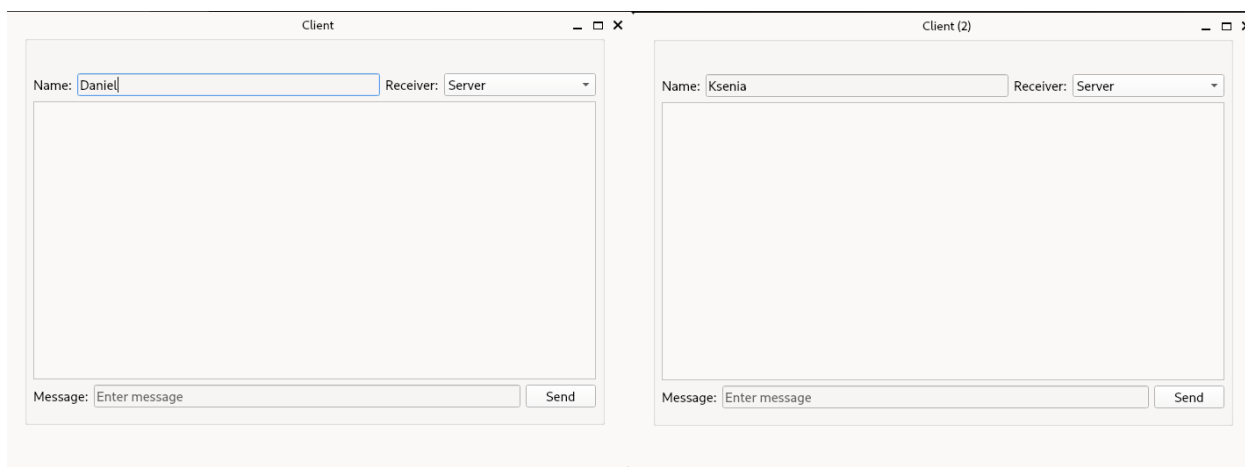 Client
Name: Daniel Receiver: Server
Message: Enter message Send
Client (2)
Name: Ksenia Receiver: Server
Message: Enter message Send